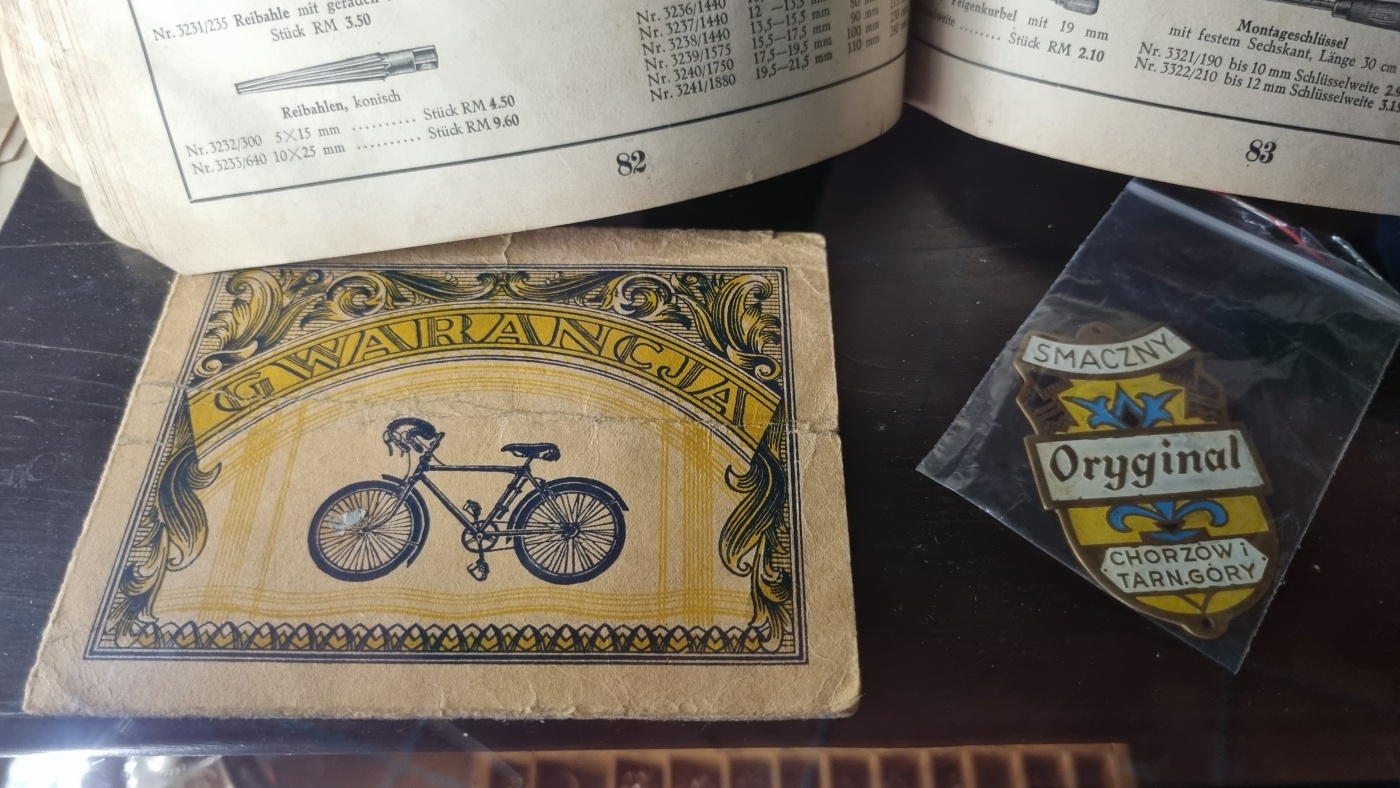 Nr. 3231/235 Reibahle mit geraden
Stück RM 3.50
Reibahlen, konisch
Nr. 3232/300 5×15 mm .......... Stück RM 4.50
Nr. 3233/640 10×25 mm .......... Stück RM 9.60
Nr. 3236/1440
Nr. 3237/1440 13,5—15,5 mm 90 mm
Nr. 3238/1440 15,5—17,5 mm 100 mm
Nr. 3239/1575 17,5—19,5 mm 110 mm
Nr. 3240/1750 19,5—21,5 mm
Nr. 3241/1880
82
Felgenkurbel mit 19 mm
........ Stück RM 2.10
Montageschlüssel
mit festem Sechskant, Länge 30 cm
Nr. 3321/190 bis 10 mm Schlüsselweite
Nr. 3322/210 bis 12 mm Schlüsselweite
83
GWARANCJA
SMACZNY
Oryginal
CHORZÓW i
TARN.GÓRY